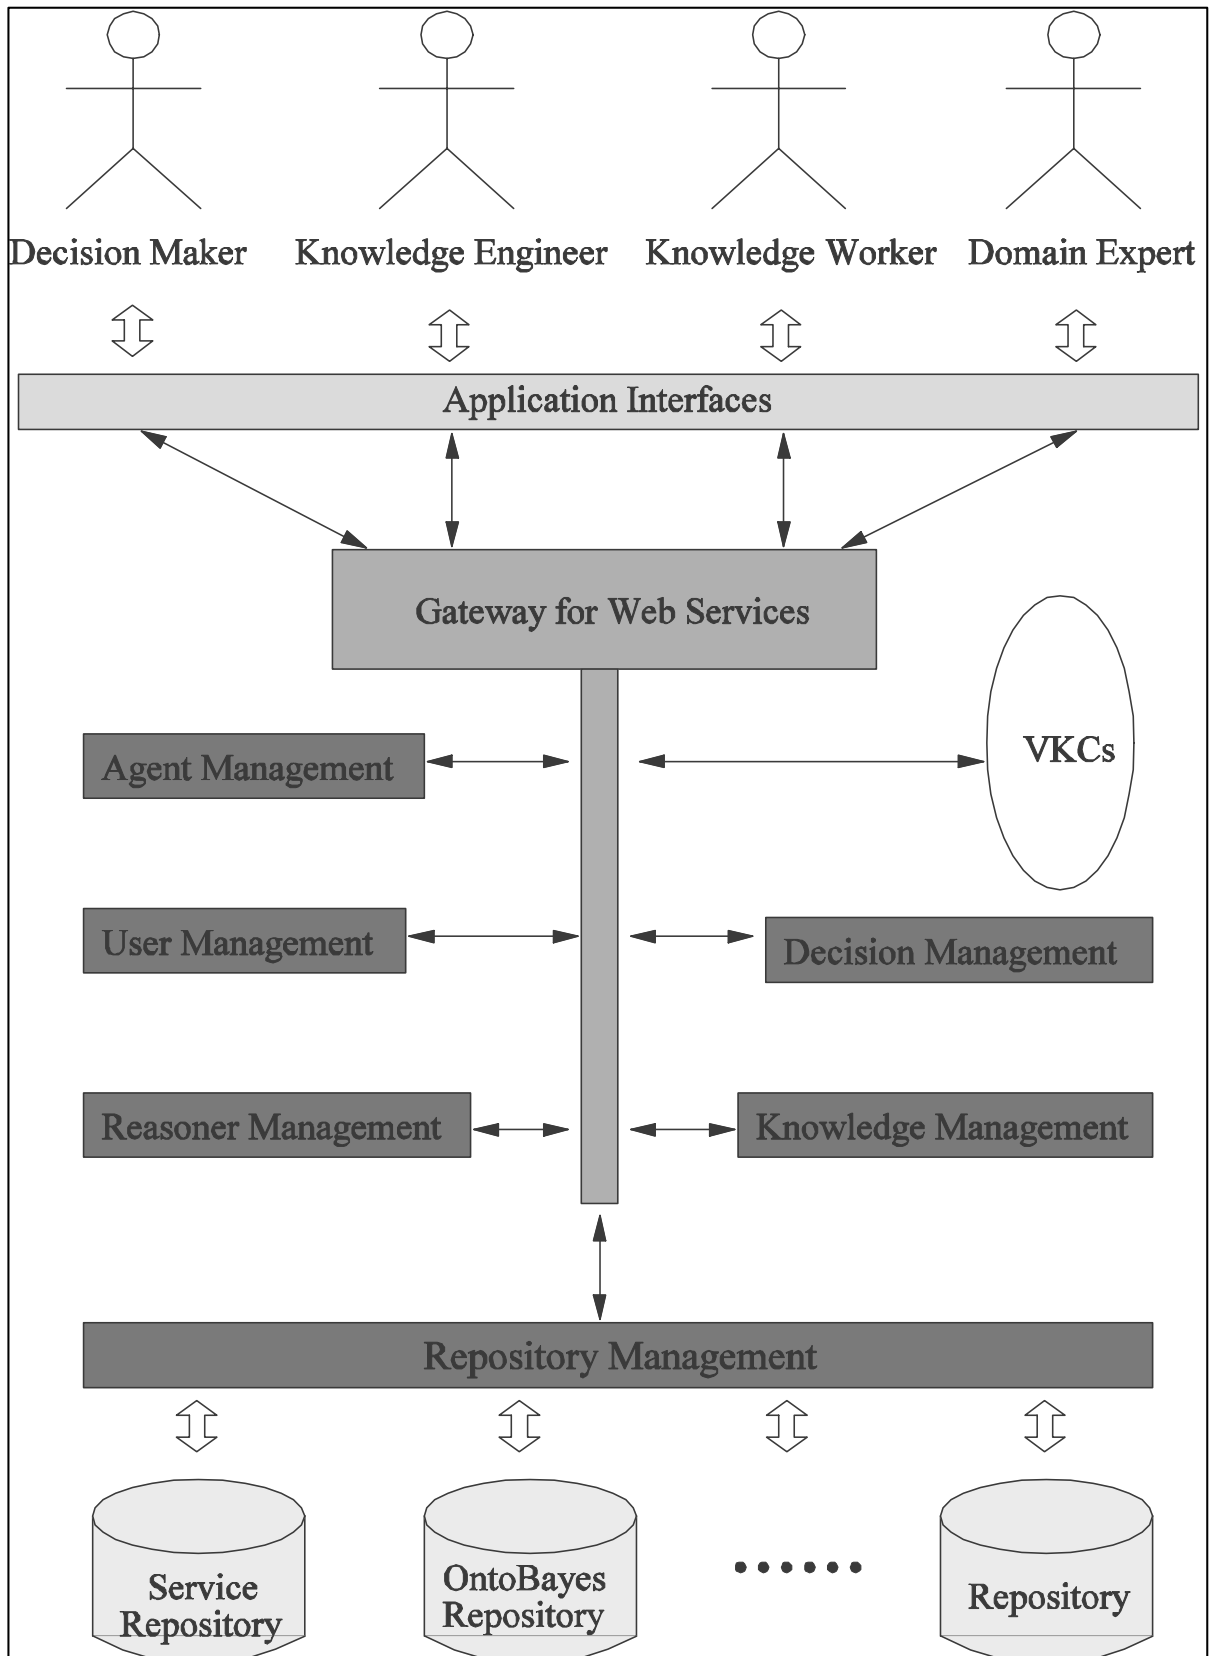 Decision Maker
Knowledge Engineer
Knowledge Worker
Domain Expert
Application Interfaces
Gateway for Web Services
Agent Management
VKCs
User Management
Decision Management
Reasoner Management
Knowledge Management
Repository Management
Service
Repository
OntoBayes
Repository
......
Repository